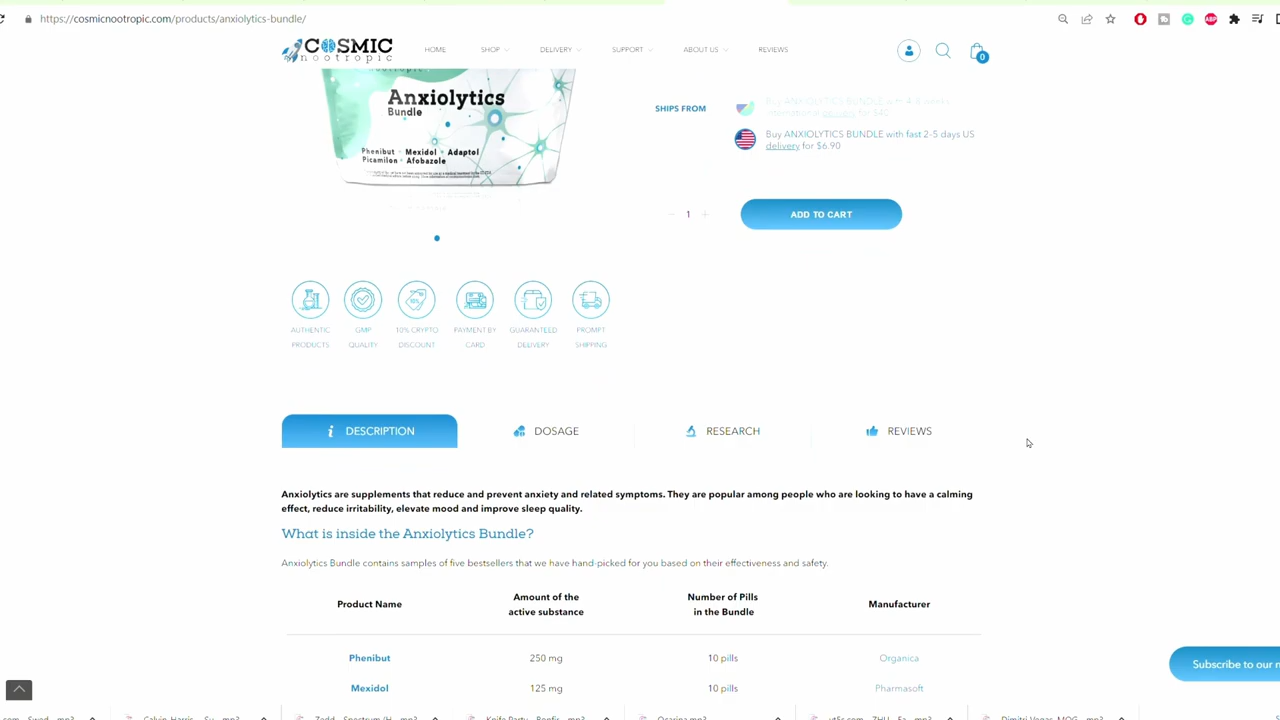 https://cosmicnootropic.com/products/anxiolytics-bundle/
COSMIC
nootropic
HOME
SHOP
DELIVERY
SUPPORT
ABOUT US
REVIEWS
0
Anxiolytics
Bundle
Phenibut • Mexidol • Adaptol
Picamilon • Afobazole
SHIPS FROM
Buy ANXIOLYTICS BUNDLE with fast 2-5 days US
delivery for $6.90
1
ADD TO CART
AUTHENTIC
PRODUCTS
GMP
QUALITY
10% CRYPTO
DISCOUNT
PAYMENT BY
CARD
GUARANTEED
DELIVERY
PROMPT
SHIPPING
DESCRIPTION
DOSAGE
RESEARCH
REVIEWS
Anxiolytics are supplements that reduce and prevent anxiety and related symptoms. They are popular among people who are looking to have a calming
effect, reduce irritability, elevate mood and improve sleep quality.
What is inside the Anxiolytics Bundle?
Anxiolytics Bundle contains samples of five bestsellers that we have hand-picked for you based on their effectiveness and safety.
Product Name
Amount of the
active substance
Number of Pills
in the Bundle
Manufacturer
Phenibut
250 mg
10 pills
Organica
Mexidol
125 mg
10 pills
Pharmasoft
Subscribe to our